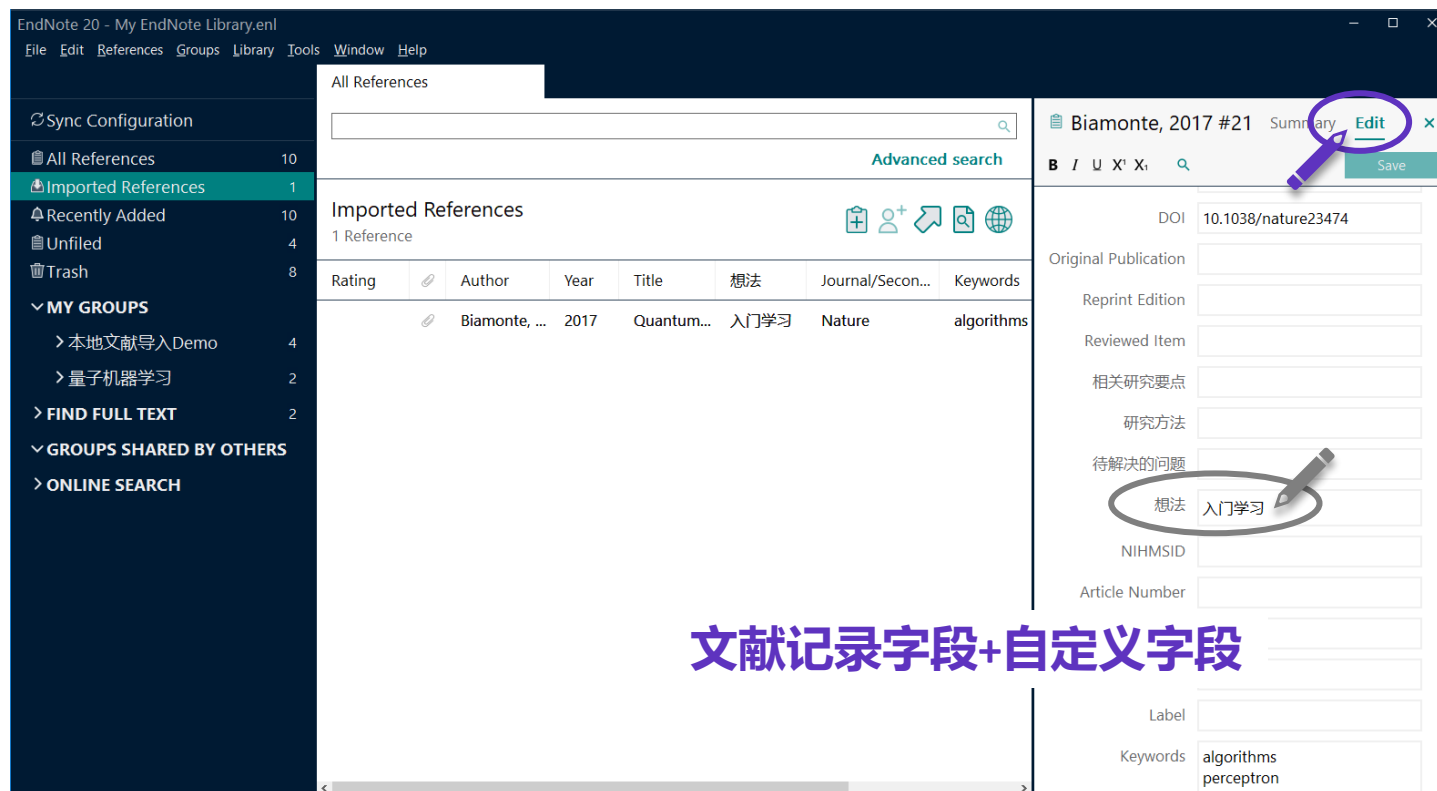 EndNote 20 - My EndNote Library.enl
File Edit References Groups Library Tools Window Help
All References
Sync Configuration
All References 10
Imported References 1
Recently Added 10
Unfiled 4
Trash 8
MY GROUPS
本地文献导入Demo 4
量子机器学习 2
FIND FULL TEXT 2
GROUPS SHARED BY OTHERS
ONLINE SEARCH
Advanced search
Imported References
1 Reference
Rating Author Year Title 想法 Journal/Secon... Keywords
Biamonte, ... 2017 Quantum... 入门学习 Nature algorithms
Biamonte, 2017 #21 Summary Edit
B I U X¹ X₁ Save
DOI 10.1038/nature23474
Original Publication
Reprint Edition
Reviewed Item
相关研究要点
研究方法
待解决的问题
想法 入门学习
NIHMSID
Article Number
文献记录字段+自定义字段
Label
Keywords algorithms
perceptron